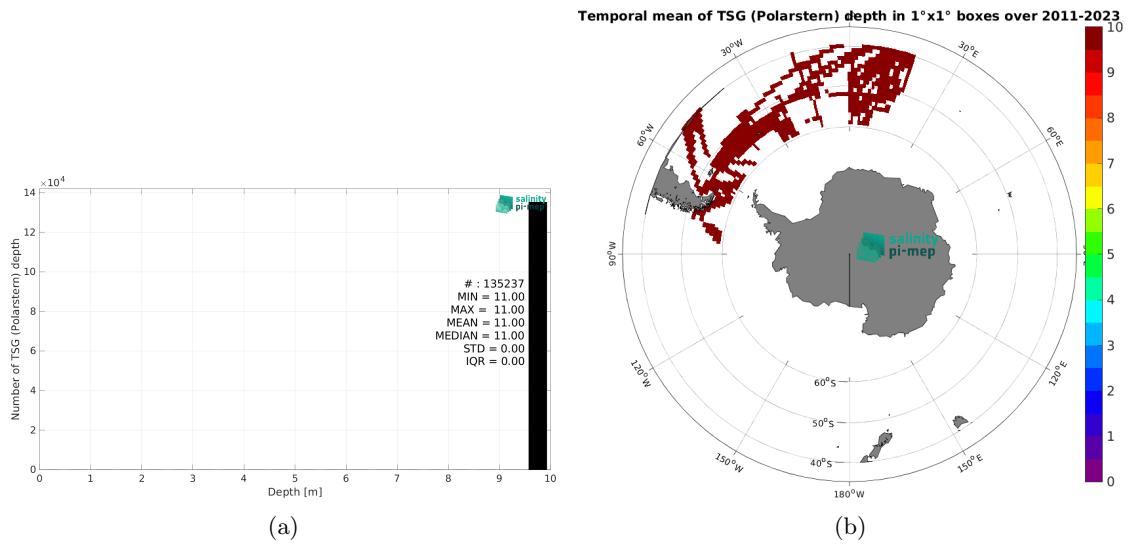 Temporal mean of TSG (Polarstern) depth in 1°x1° boxes over 2011-2023
×10⁴
14
12
10
8
6
4
2
0
Number of TSG (Polarstern) depth
salinity
pi-mep
# : 135237
MIN = 11.00
MAX = 11.00
MEAN = 11.00
MEDIAN = 11.00
STD = 0.00
IQR = 0.00
0 1 2 3 4 5 6 7 8 9 10
Depth [m]
(a)
30°W
30°E
60°W
60°E
90°W
120°W
120°E
150°W
150°E
180°W
60°S
50°S
40°S
salinity
pi-mep
10
9
8
7
6
5
4
3
2
1
0
(b)